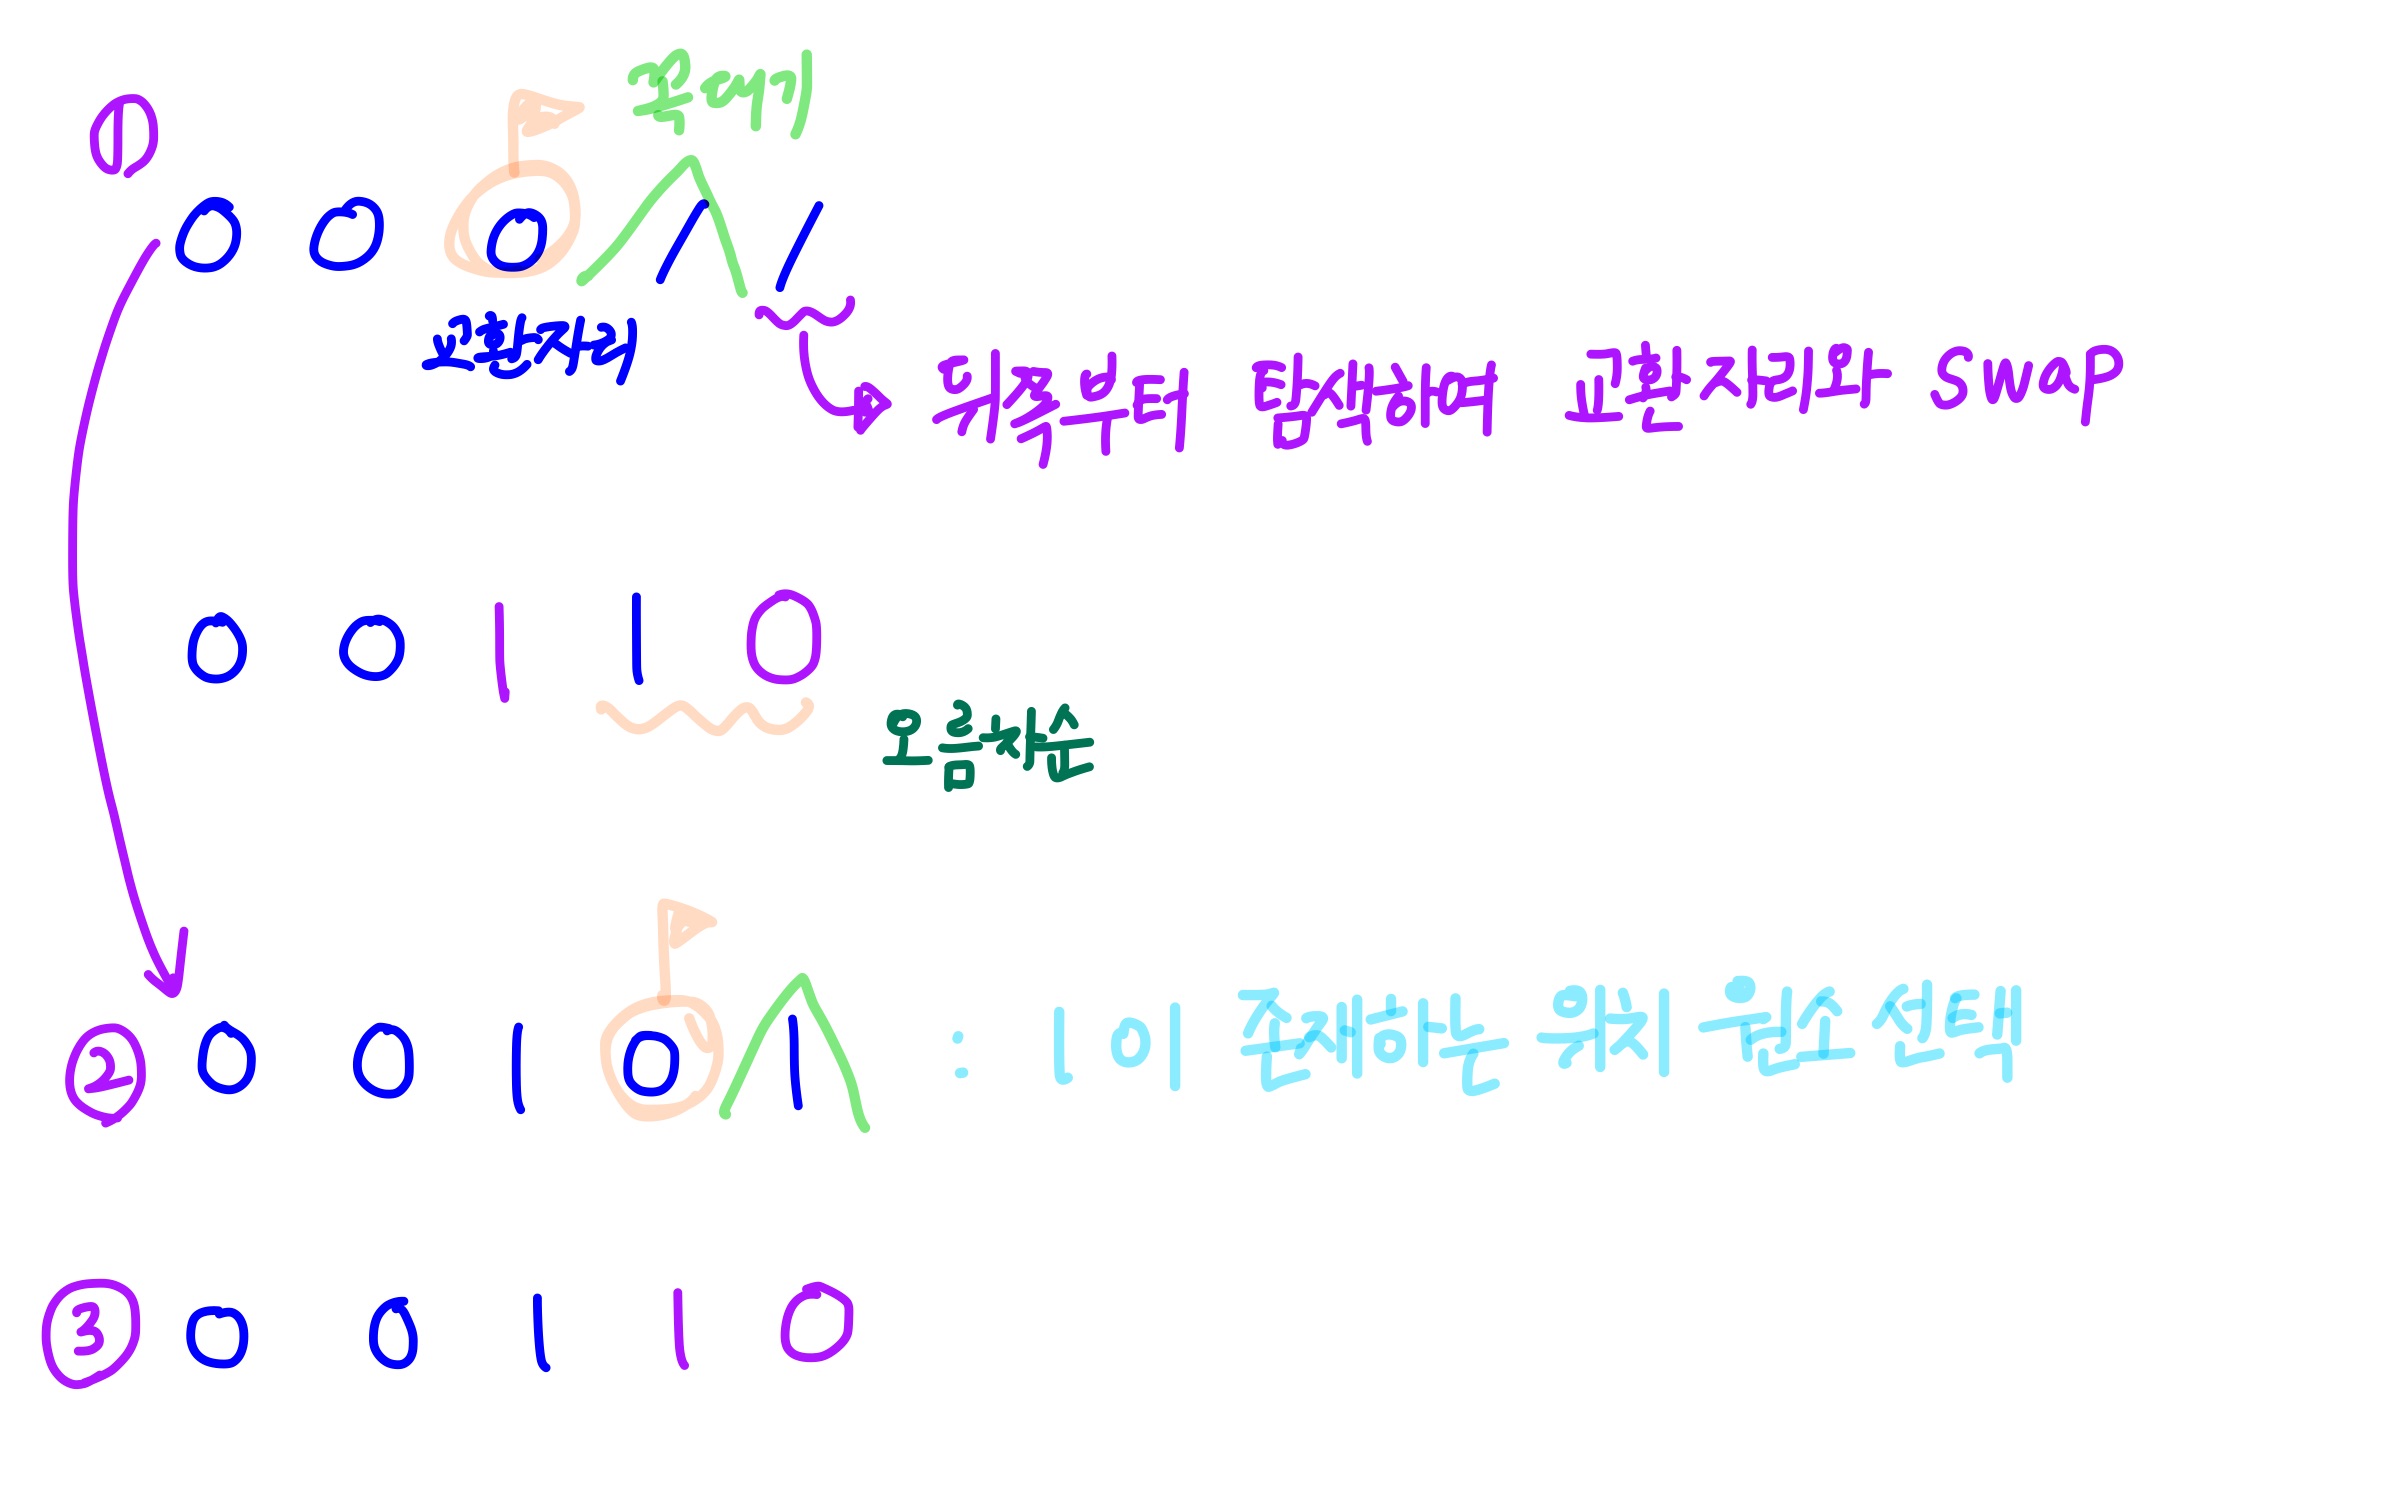 ①
꼭대기
0 0 0 1 1
교환자리
뒤쪽부터 탐색하여 교환 자리와 swap
0 0 1 1 0
오름차순
② 0 0 1 0 1 : 1이 존재하는 위치 원소 선택
③ 0 0 1 1 0